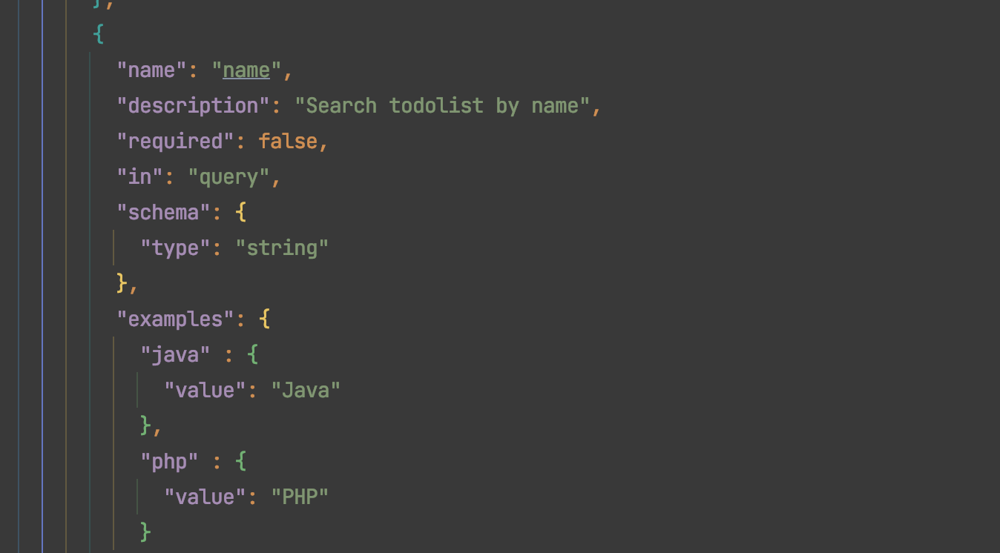 },
{
"name": "name",
"description": "Search todolist by name",
"required": false,
"in": "query",
"schema": {
"type": "string"
},
"examples": {
"java" : {
"value": "Java"
},
"php" : {
"value": "PHP"
}